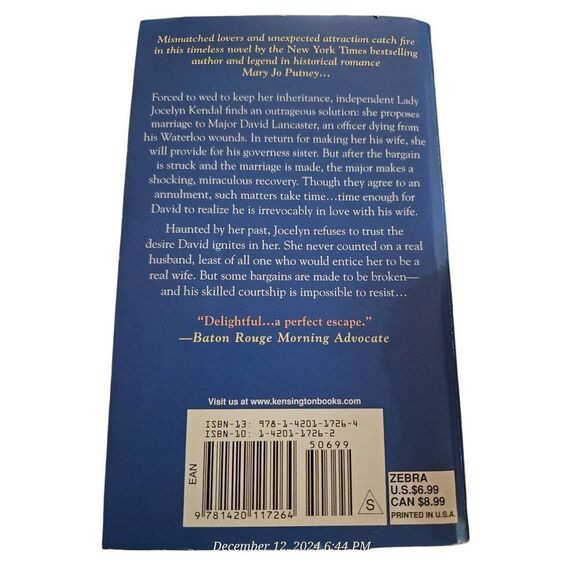 Mismatched lovers and unexpected attraction catch fire
in this timeless novel by the New York Times bestselling
author and legend in historical romance
Mary Jo Putney…
Forced to wed to keep her inheritance, independent Lady
Jocelyn Kendal finds an outrageous solution: she proposes
marriage to Major David Lancaster, an officer dying from
his Waterloo wounds. In return for making her his wife, she
will provide for his governess sister. But after the bargain
is struck and the marriage is made, the major makes a
shocking, miraculous recovery. Though they agree to an
annulment, such matters take time…time enough for
David to realize he is irrevocably in love with his wife.
Haunted by her past, Jocelyn refuses to trust the
desire David ignites in her. She never counted on a real
husband, least of all one who would entice her to be a
real wife. But some bargains are made to be broken—
and his skilled courtship is impossible to resist…
“Delightful…a perfect escape.”
—Baton Rouge Morning Advocate
Visit us at www.kensingtonbooks.com
ISBN-13: 978-1-4201-1726-4
ISBN-10: 1-4201-1726-2
50699
EAN
9 781420 117264
S
ZEBRA
U.S.$6.99
CAN $8.99
PRINTED IN U.S.A.
December 12, 2024 6:44 PM